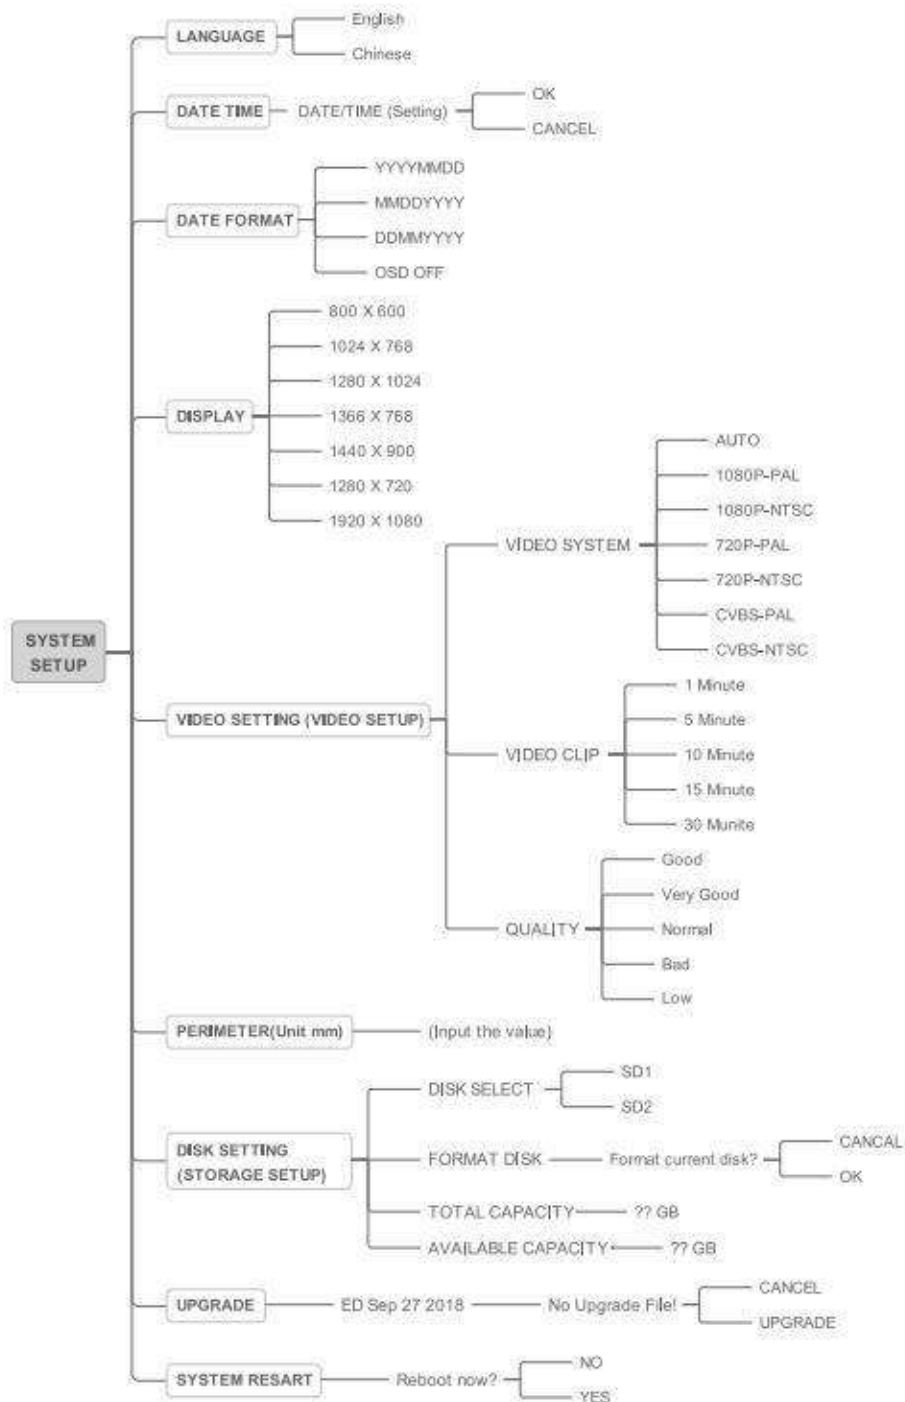 SYSTEM
SETUP
LANGUAGE
English
Chinese
DATE TIME
DATE/TIME (Setting)
OK
CANCEL
DATE FORMAT
YYYYMMDD
MMDDYYYY
DDMMYYYY
OSD OFF
DISPLAY
800 X 600
1024 X 768
1280 X 1024
1366 X 768
1440 X 900
1280 X 720
1920 X 1080
VIDEO SETTING (VIDEO SETUP)
VIDEO SYSTEM
AUTO
1080P-PAL
1080P-NTSC
720P-PAL
720P-NTSC
CVBS-PAL
CVBS-NTSC
VIDEO CLIP
1 Minute
5 Minute
10 Minute
15 Minute
30 Munite
QUALITY
Good
Very Good
Normal
Bad
Low
PERIMETER(Unit mm)
(Input the value)
DISK SETTING
(STORAGE SETUP)
DISK SELECT
SD1
SD2
FORMAT DISK
Format current disk?
CANCAL
OK
TOTAL CAPACITY
?? GB
AVAILABLE CAPACITY
?? GB
UPGRADE
ED Sep 27 2018
No Upgrade File!
CANCEL
UPGRADE
SYSTEM RESART
Reboot now?
NO
YES